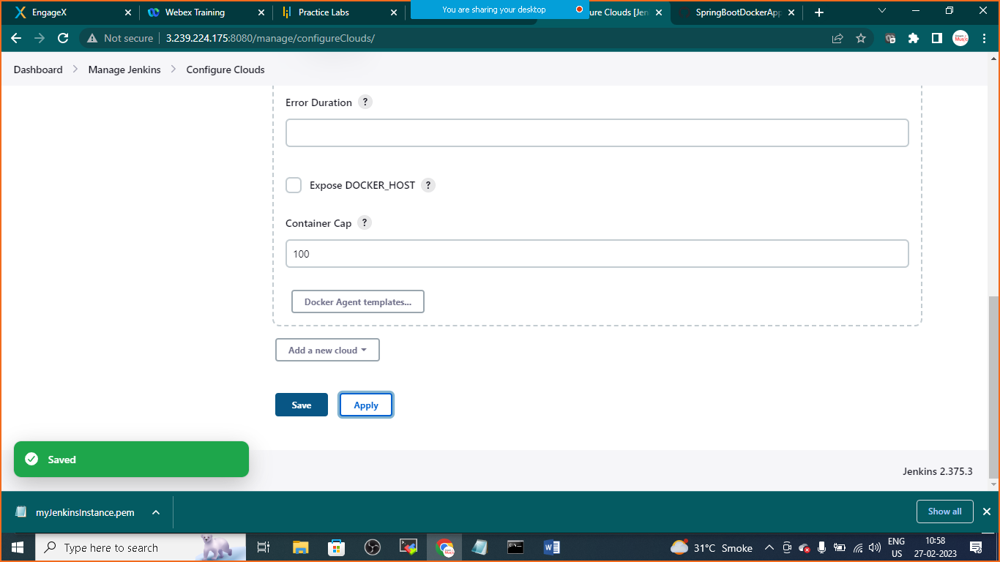 EngageX
Webex Training
Practice Labs
You are sharing your desktop
ure Clouds [Jen
SpringBootDockerApp
Not secure
3.239.224.175:8080/manage/configureClouds/
Dashboard
Manage Jenkins
Configure Clouds
Error Duration ?
Expose DOCKER_HOST ?
Container Cap ?
100
Docker Agent templates...
Add a new cloud
Save
Apply
Saved
Jenkins 2.375.3
myJenkinsInstance.pem
Show all
Type here to search
31°C Smoke
ENG
US
10:58
27-02-2023